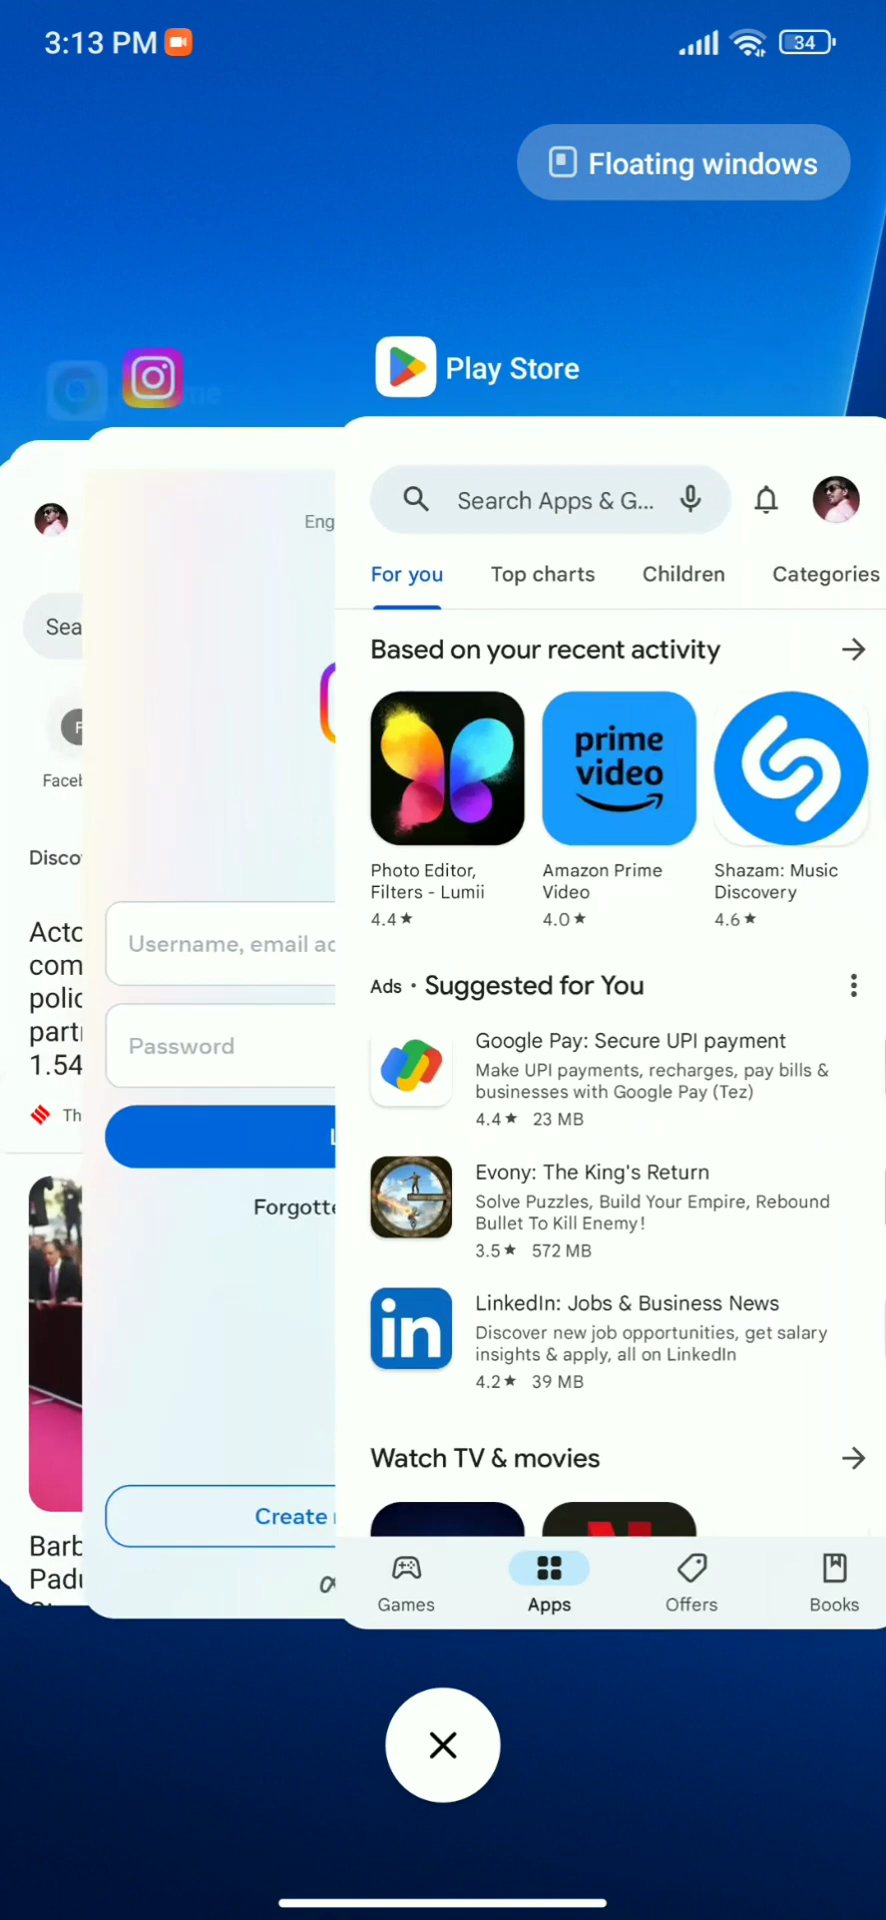 3:13 PM
34
Floating windows
Play Store
Search Apps & G...
For you
Top charts
Children
Categories
Based on your recent activity
prime
video
Photo Editor,
Filters - Lumii
4.4★
Amazon Prime
Video
4.0★
Shazam: Music
Discovery
4.6★
Ads • Suggested for You
Google Pay: Secure UPI payment
Make UPI payments, recharges, pay bills &
businesses with Google Pay (Tez)
4.4★ 23 MB
Evony: The King's Return
Solve Puzzles, Build Your Empire, Rebound
Bullet To Kill Enemy!
3.5★ 572 MB
in
LinkedIn: Jobs & Business News
Discover new job opportunities, get salary
insights & apply, all on LinkedIn
4.2★ 39 MB
Watch TV & movies
Games
Apps
Offers
Books
Eng
Username, email ad
Password
Forgotte
Create
Sea
F
Faceb
Disco
Acto
com
polic
part
1.54
Th
Barb
Padu